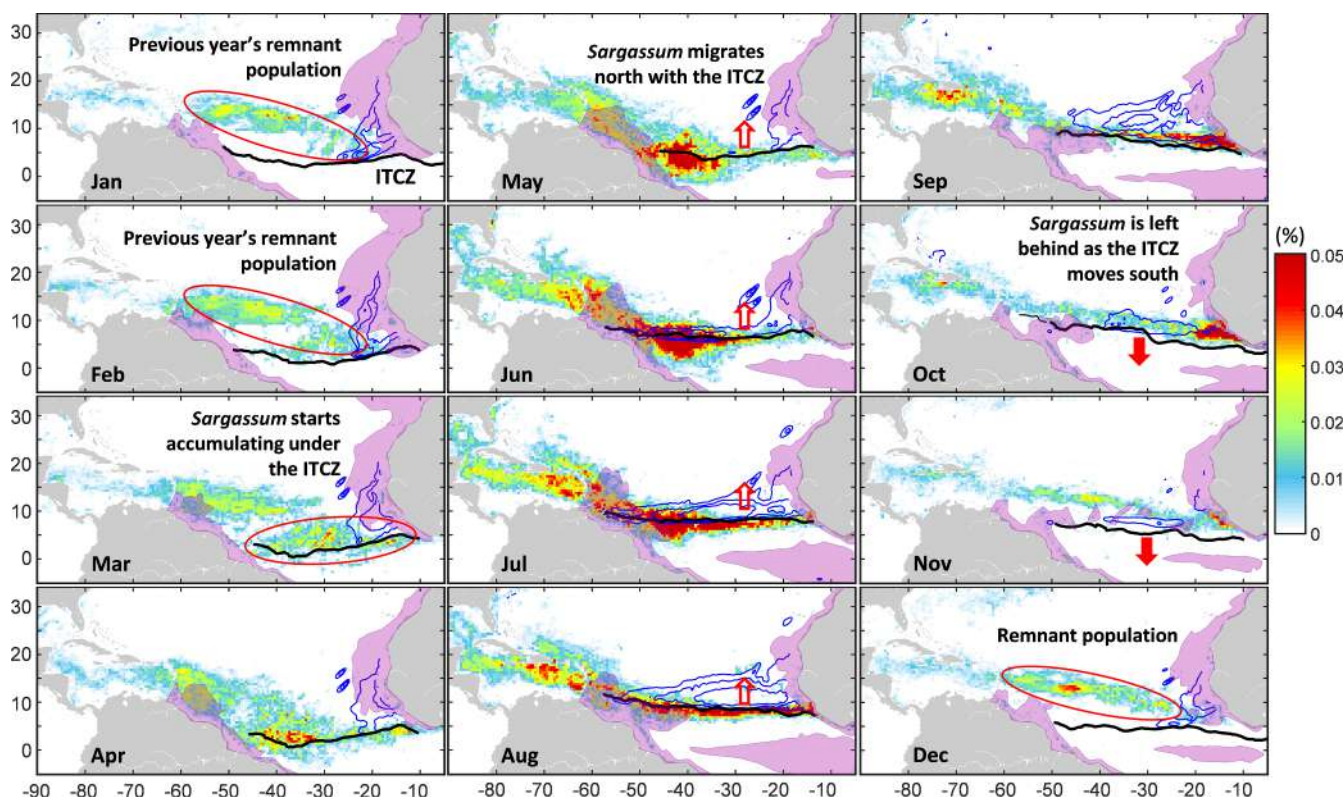 Previous year's remnant
population
ITCZ
Jan
Sargassum migrates
north with the ITCZ
May
Sep
Previous year's remnant
population
Feb
Jun
Sargassum is left
behind as the ITCZ
moves south
Oct
Sargassum starts
accumulating under
the ITCZ
Mar
Jul
Nov
Apr
Aug
Remnant population
Dec
30
20
10
0
30
20
10
0
30
20
10
0
30
20
10
0
-90 -80 -70 -60 -50 -40 -30 -20 -10
-80 -70 -60 -50 -40 -30 -20 -10
-80 -70 -60 -50 -40 -30 -20 -10
(%)
0.05
0.04
0.03
0.02
0.01
0